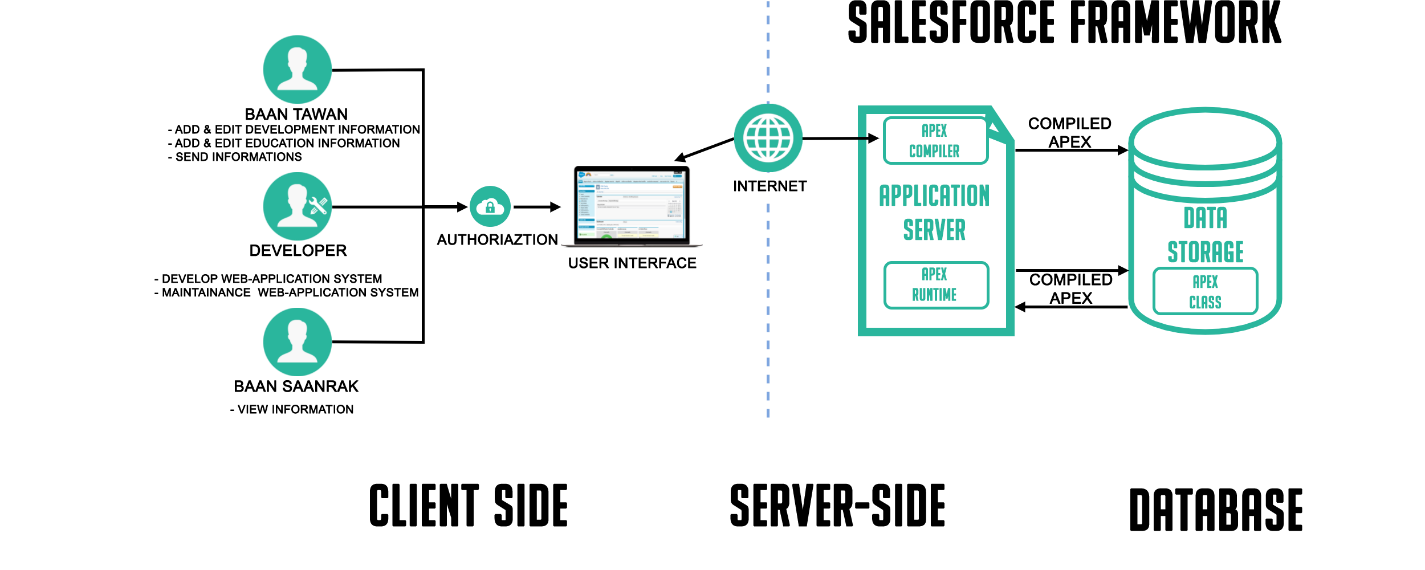 SALESFORCE FRAMEWORK
BAAN TAWAN
- ADD & EDIT DEVELOPMENT INFORMATION
- ADD & EDIT EDUCATION INFORMATION
- SEND INFORMATIONS
DEVELOPER
- DEVELOP WEB-APPLICATION SYSTEM
- MAINTAINANCE WEB-APPLICATION SYSTEM
BAAN SAANRAK
- VIEW INFORMATION
AUTHORIAZTION
USER INTERFACE
INTERNET
APEX
COMPILER
APPLICATION
SERVER
APEX
RUNTIME
COMPILED
APEX
COMPILED
APEX
DATA
STORAGE
APEX
CLASS
CLIENT SIDE
SERVER-SIDE
DATABASE